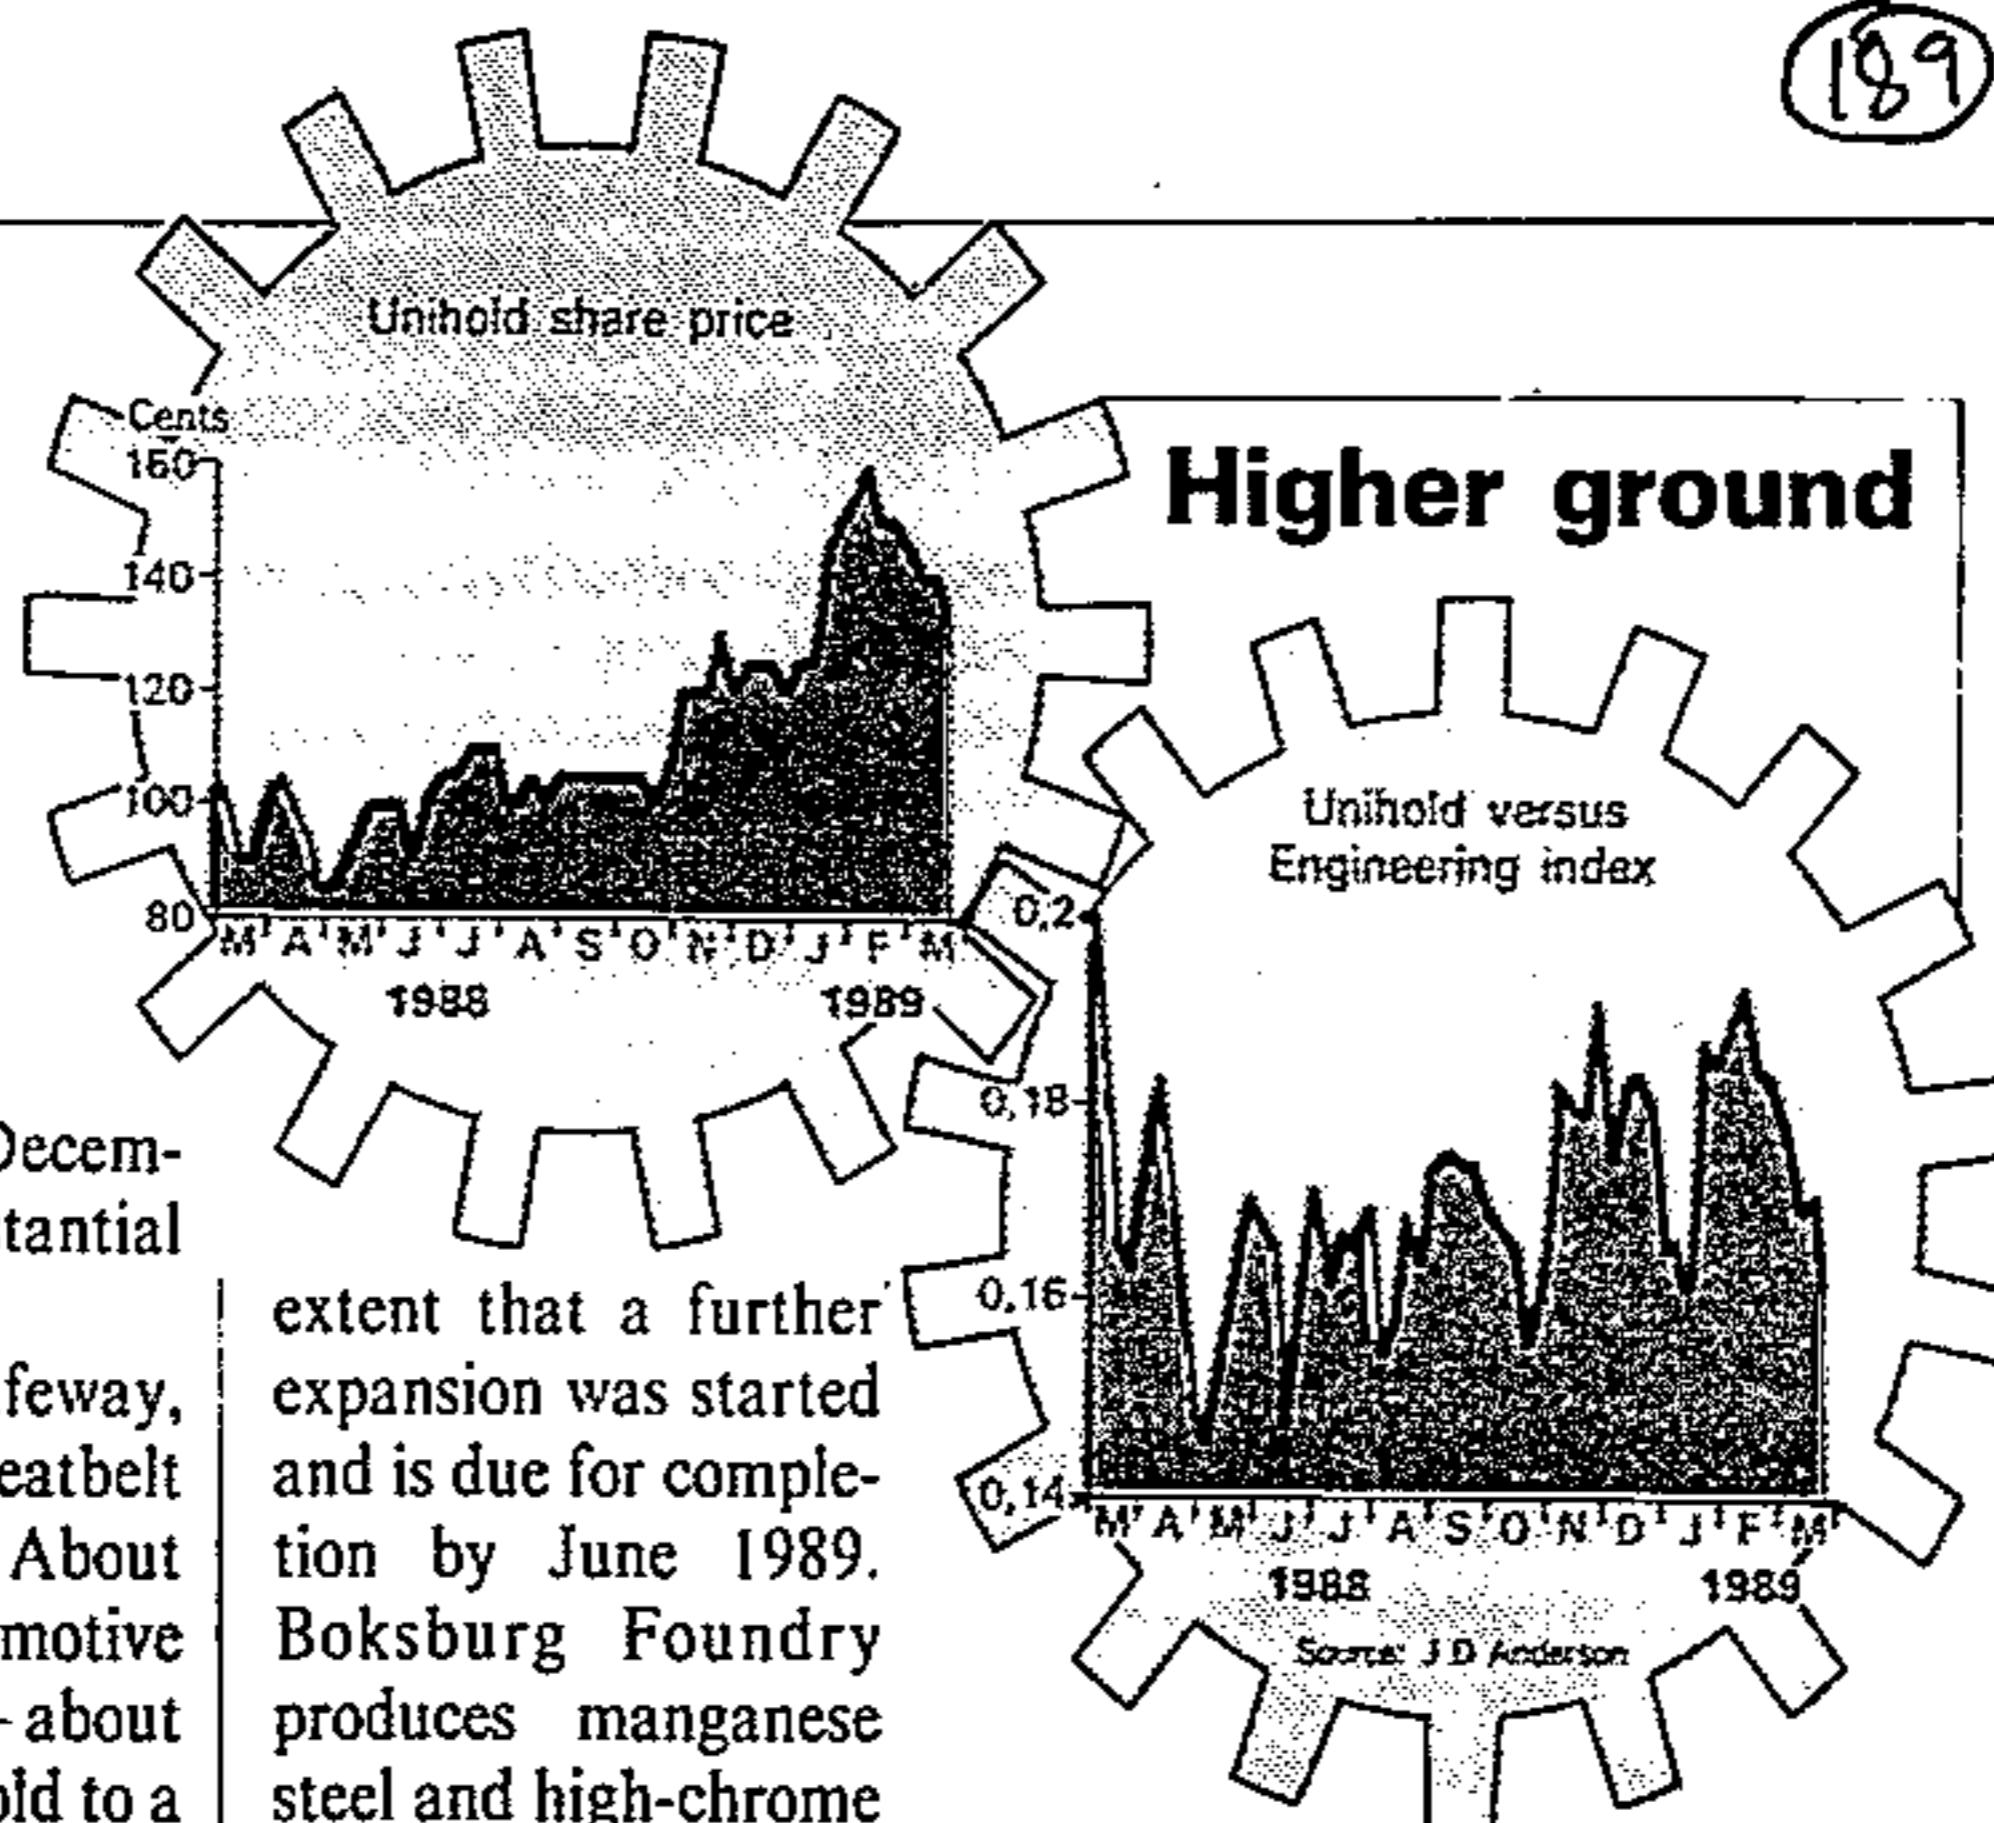 189
Unihold share price
Cents
160
140
120
100
80
M A M J J A S O N D J F M
1988 1989
Higher ground
Unihold versus
Engineering index
0,2
0,18
0,16
0,14
M A M J J A S O N D J F M
1988 1989
Source: J D Anderson
Decem-
tantial
feway,
eatbelt
About
motive
- about
old to a
extent that a further
expansion was started
and is due for comple-
tion by June 1989.
Boksburg Foundry
produces manganese
steel and high-chrome